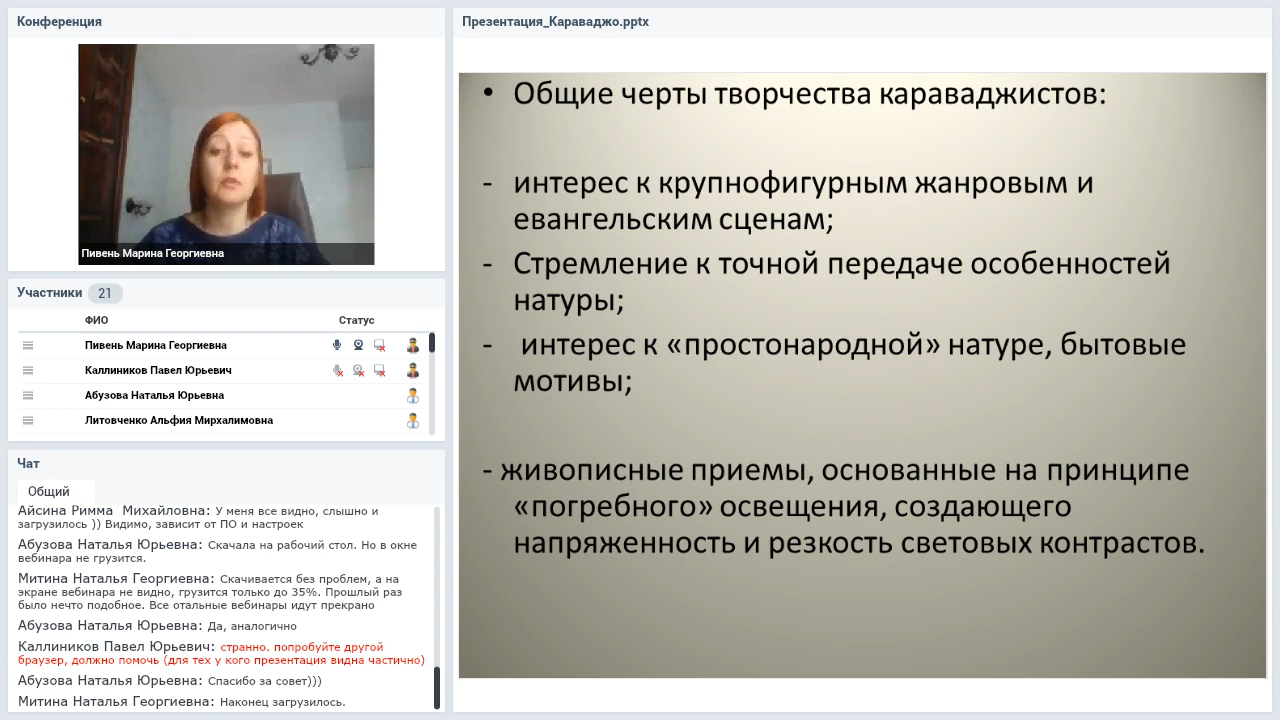 Конференция
Пивень Марина Георгиевна
Участники 21
ФИО Статус
Пивень Марина Георгиевна
Каллиников Павел Юрьевич
Абузова Наталья Юрьевна
Литовченко Альфия Мирхалимовна
Чат
Общий
Айсина Римма Михайловна: У меня все видно, слышно и
загрузилось )) Видимо, зависит от ПО и настроек
Абузова Наталья Юрьевна: Скачала на рабочий стол. Но в окне
вебинара не грузится.
Митина Наталья Георгиевна: Скачивается без проблем, а на
экране вебинара не видно, грузится только до 35%. Прошлый раз
было нечто подобное. Все отальные вебинары идут прекрано
Абузова Наталья Юрьевна: Да, аналогично
Каллиников Павел Юрьевич: странно. попробуйте другой
браузер, должно помочь (для тех у кого презентация видна частично)
Абузова Наталья Юрьевна: Спасибо за совет)))
Митина Наталья Георгиевна: Наконец загрузилось.
Презентация_Караваджо.pptx
• Общие черты творчества караваджистов:
- интерес к крупнофигурным жанровым и
евангельским сценам;
- Стремление к точной передаче особенностей
натуры;
- интерес к «простонародной» натуре, бытовые
мотивы;
- живописные приемы, основанные на принципе
«погребного» освещения, создающего
напряженность и резкость световых контрастов.